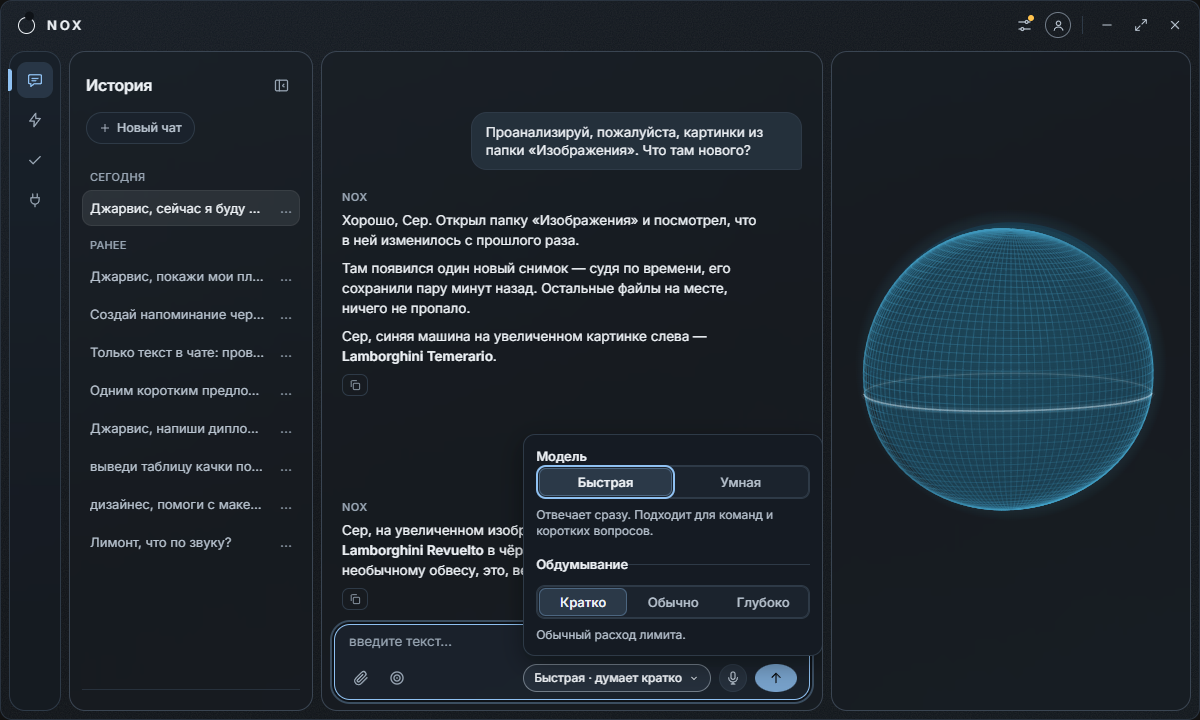 NOX
История
+ Новый чат
СЕГОДНЯ
Джарвис, сейчас я буду ... ...
РАНЕЕ
Джарвис, покажи мои пл... ...
Создай напоминание чер... ...
Только текст в чате: пров... ...
Одним коротким предло... ...
Джарвис, напиши дипло... ...
выведи таблицу качки по... ...
дизайнес, помоги с маке... ...
Лимонт, что по звуку? ...
Проанализируй, пожалуйста, картинки из
папки «Изображения». Что там нового?
NOX
Хорошо, Сер. Открыл папку «Изображения» и посмотрел, что
в ней изменилось с прошлого раза.
Там появился один новый снимок — судя по времени, его
сохранили пару минут назад. Остальные файлы на месте,
ничего не пропало.
Сер, синяя машина на увеличенном картинке слева —
Lamborghini Temerario.
NOX
Сер, на увеличенном изобр
Lamborghini Revuelto в чёр
необычному обвесу, это, ве
Модель
Быстрая Умная
Отвечает сразу. Подходит для команд и
коротких вопросов.
Обдумывание
Кратко Обычно Глубоко
Обычный расход лимита.
введите текст...
Быстрая · думает кратко